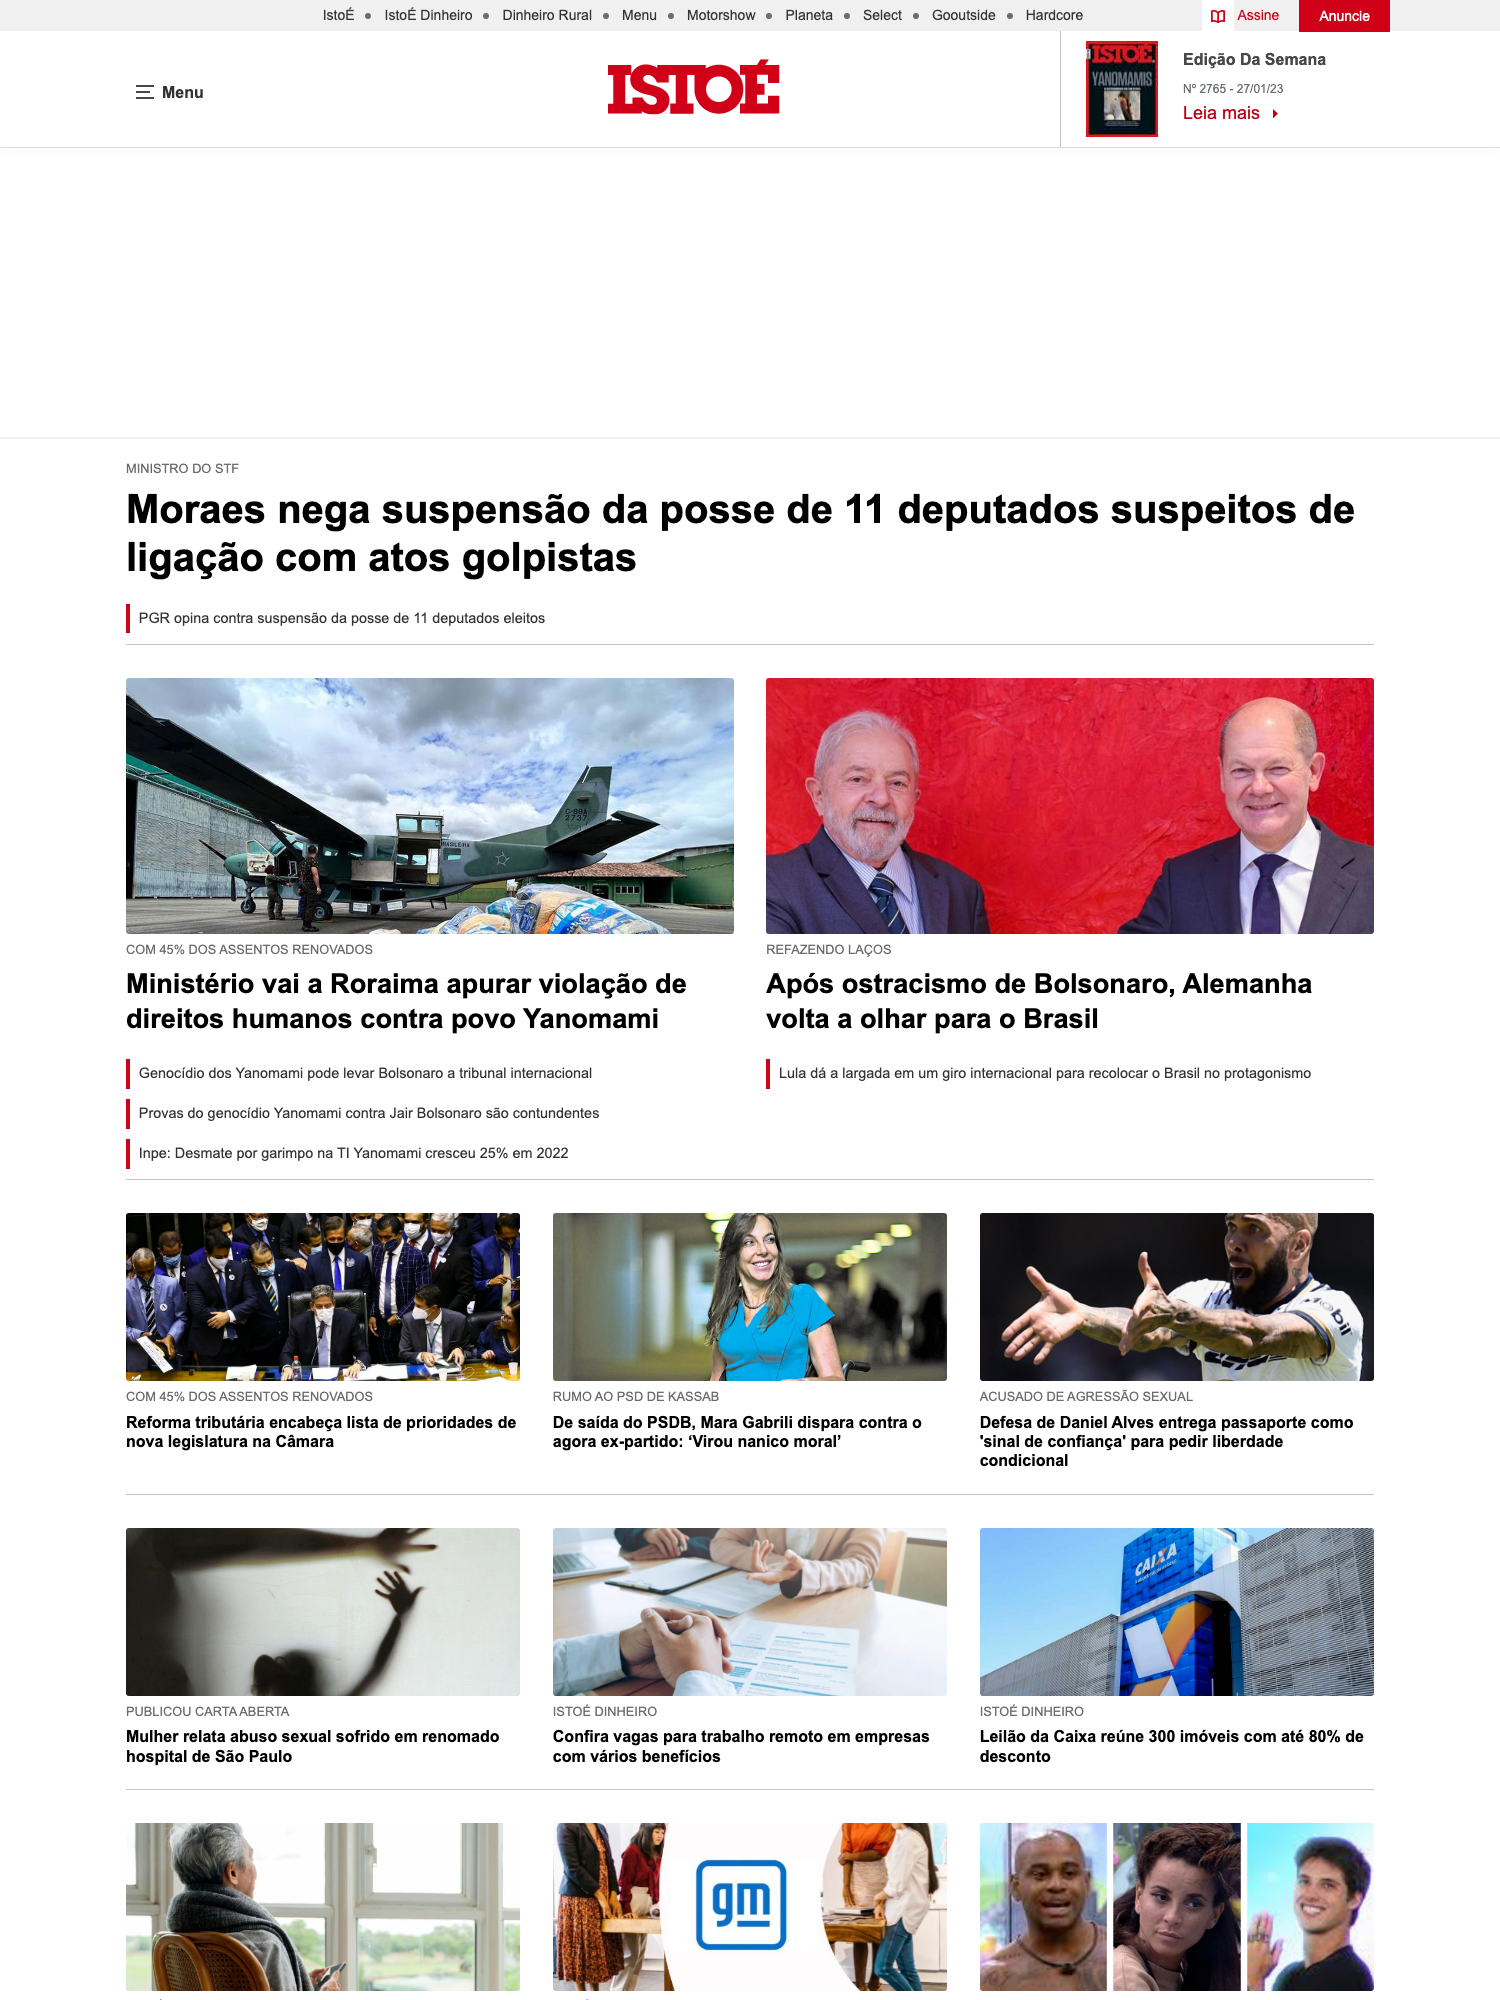 IstoÉ • IstoÉ Dinheiro • Dinheiro Rural • Menu • Motorshow • Planeta • Select • Gooutside • Hardcore
Assine
Anuncie
Menu
ISTOÉ
ISTOÉ
YANOMAMIS
Edição Da Semana
Nº 2765 - 27/01/23
Leia mais
MINISTRO DO STF
Moraes nega suspensão da posse de 11 deputados suspeitos de
ligação com atos golpistas
PGR opina contra suspensão da posse de 11 deputados eleitos
C-98A
2737
BRASILEIRA
COM 45% DOS ASSENTOS RENOVADOS
Ministério vai a Roraima apurar violação de
direitos humanos contra povo Yanomami
Genocídio dos Yanomami pode levar Bolsonaro a tribunal internacional
Provas do genocídio Yanomami contra Jair Bolsonaro são contundentes
Inpe: Desmate por garimpo na TI Yanomami cresceu 25% em 2022
REFAZENDO LAÇOS
Após ostracismo de Bolsonaro, Alemanha
volta a olhar para o Brasil
Lula dá a largada em um giro internacional para recolocar o Brasil no protagonismo
COM 45% DOS ASSENTOS RENOVADOS
Reforma tributária encabeça lista de prioridades de
nova legislatura na Câmara
RUMO AO PSD DE KASSAB
De saída do PSDB, Mara Gabrili dispara contra o
agora ex-partido: ‘Virou nanico moral’
Mobil
ACUSADO DE AGRESSÃO SEXUAL
Defesa de Daniel Alves entrega passaporte como
'sinal de confiança' para pedir liberdade
condicional
PUBLICOU CARTA ABERTA
Mulher relata abuso sexual sofrido em renomado
hospital de São Paulo
ISTOÉ DINHEIRO
Confira vagas para trabalho remoto em empresas
com vários benefícios
CAIXA
ISTOÉ DINHEIRO
Leilão da Caixa reúne 300 imóveis com até 80% de
desconto
gm